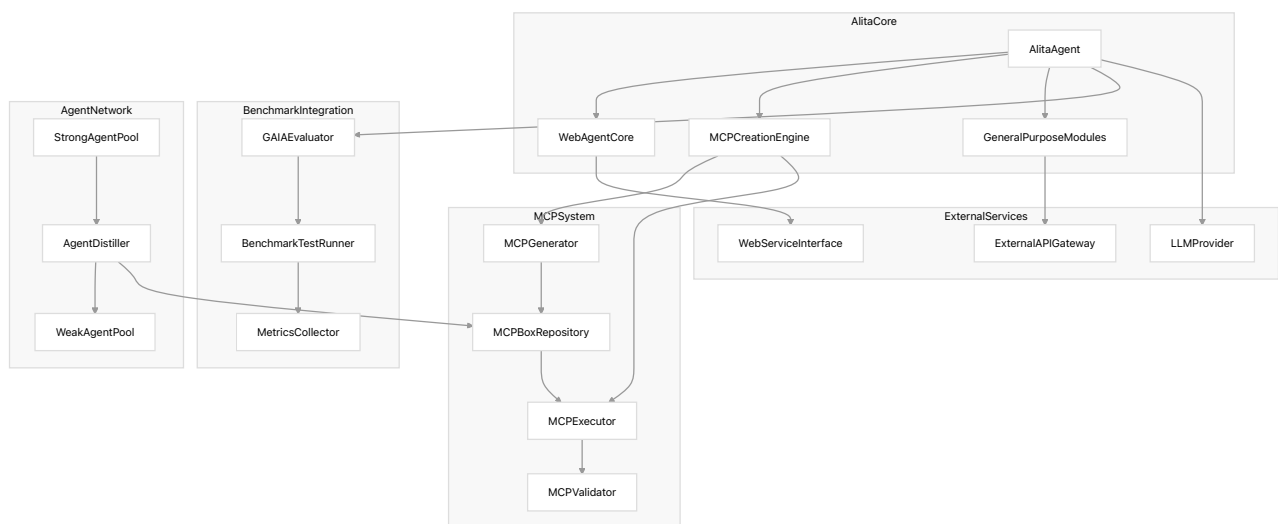 AlitaCore
AlitaAgent
AgentNetwork
BenchmarkIntegration
StrongAgentPool
GAIAEvaluator
WebAgentCore
MCPCreationEngine
GeneralPurposeModules
MCPSystem
ExternalServices
AgentDistiller
BenchmarkTestRunner
MCPGenerator
WebServiceInterface
ExternalAPIGateway
LLMProvider
WeakAgentPool
MetricsCollector
MCPBoxRepository
MCPExecutor
MCPValidator